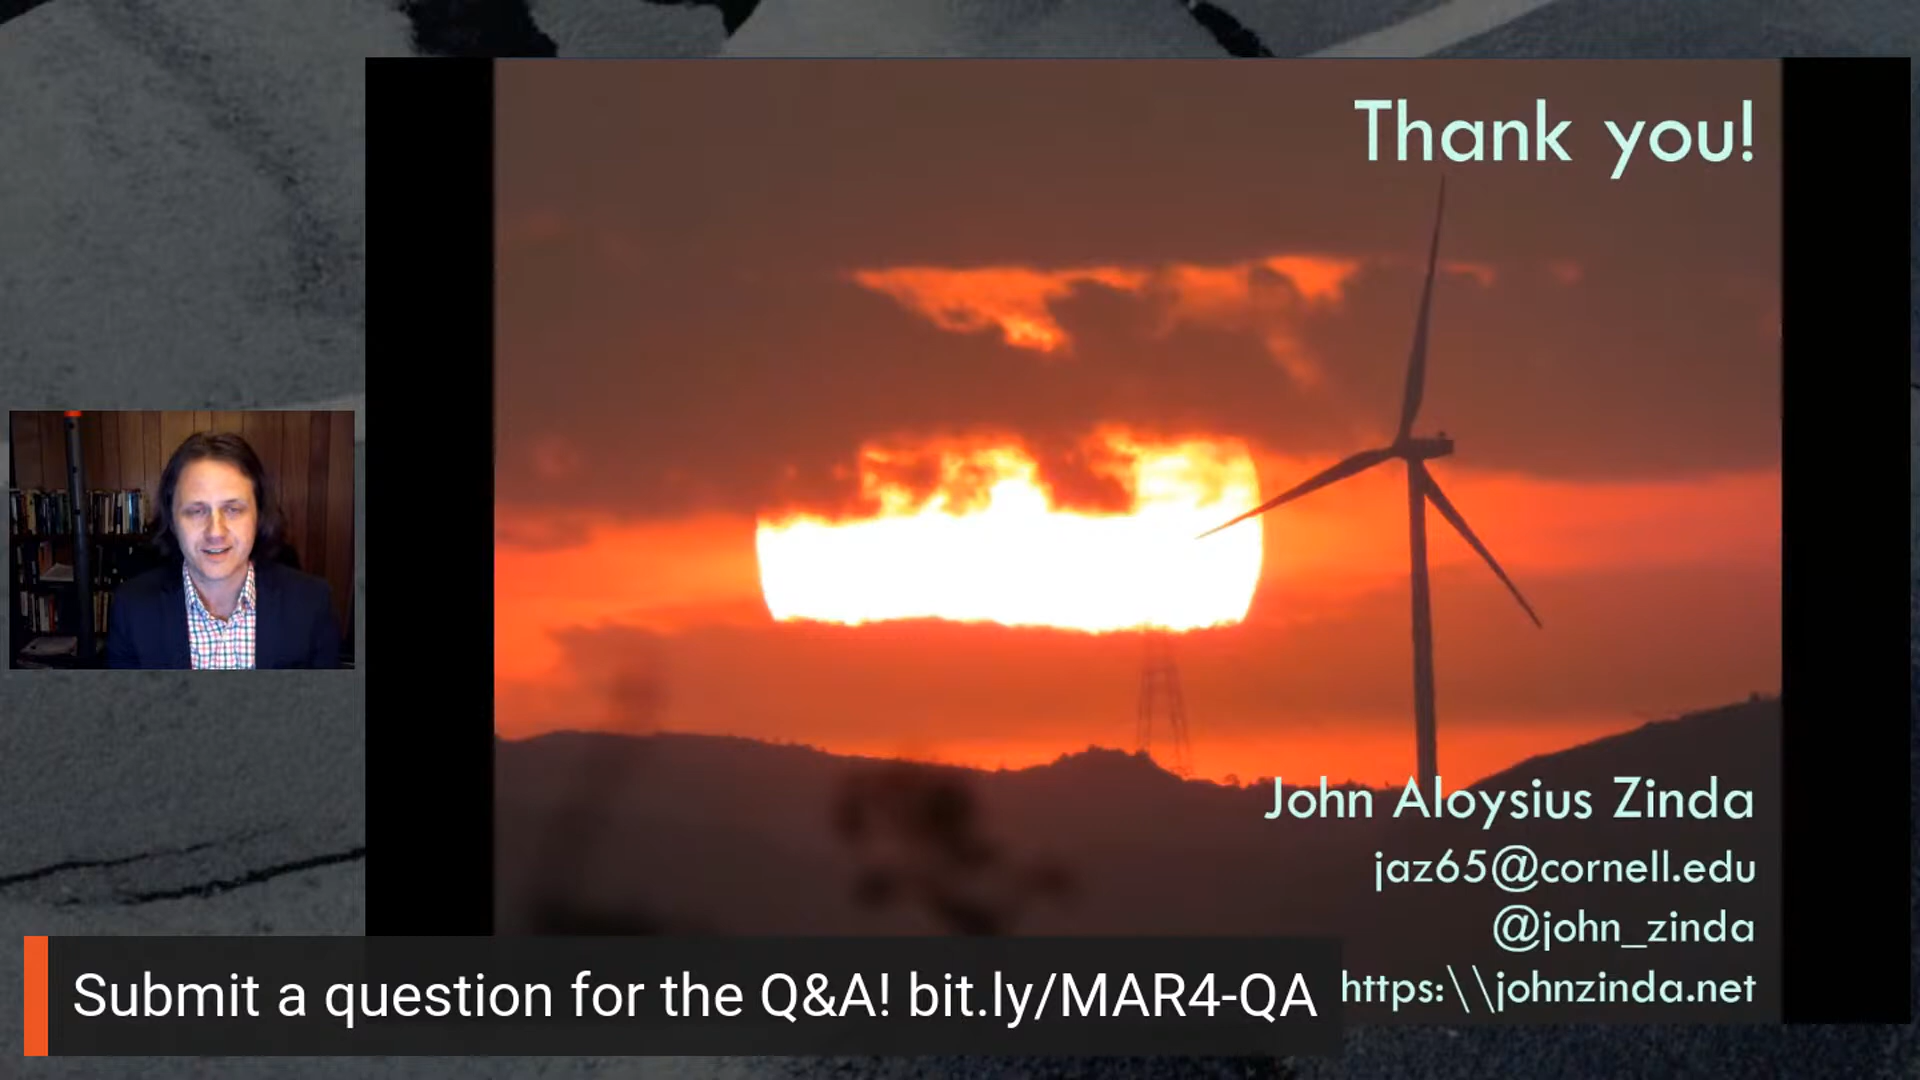 Thank you!
John Aloysius Zinda
jaz65@cornell.edu
@john_zinda
https:\\johnzinda.net
Submit a question for the Q&A! bit.ly/MAR4-QA